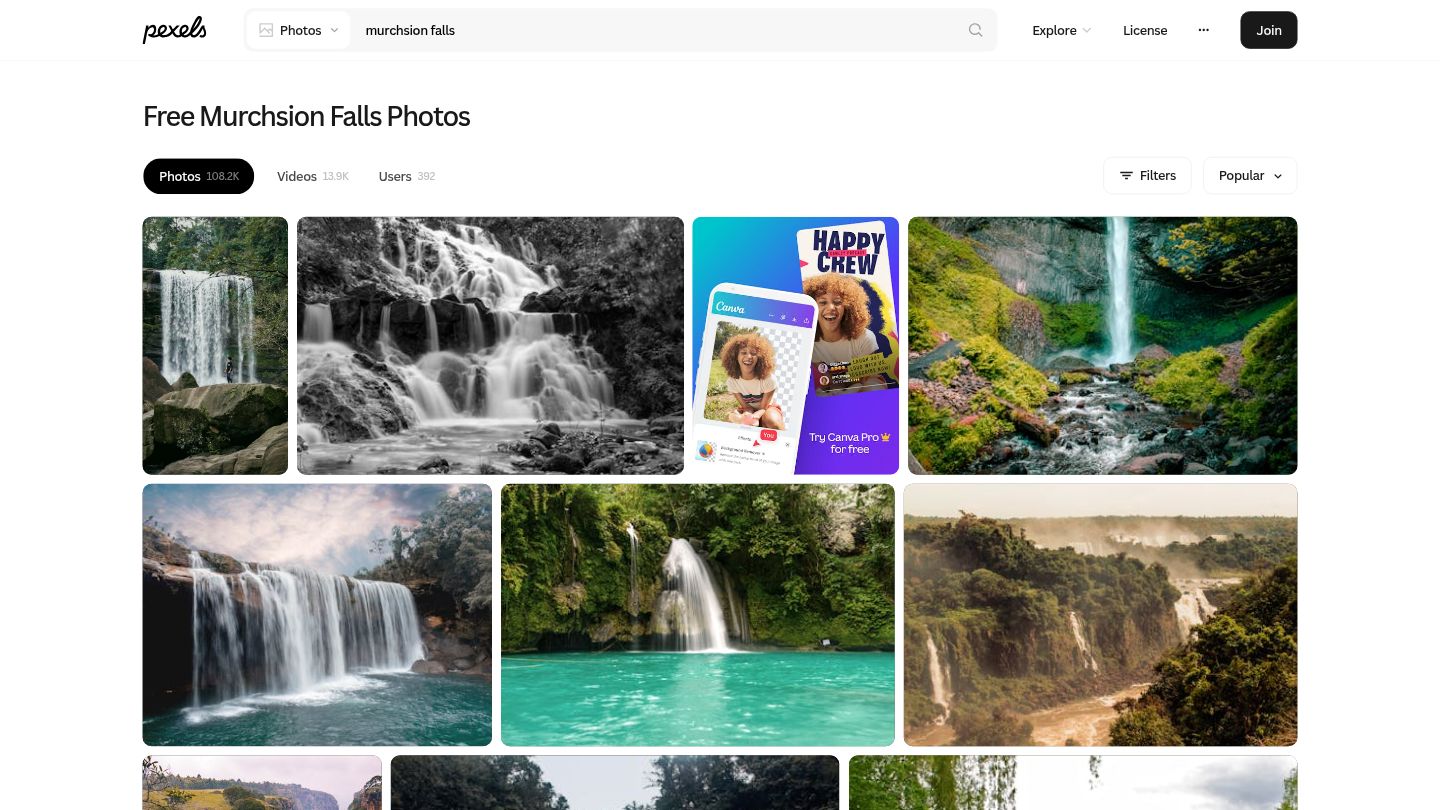 pexels
Photos
murchsion falls
Explore
License
Join
Free Murchsion Falls Photos
Photos 108.2K
Videos 13.9K
Users 392
Filters
Popular
HAPPY
CREW
Canva
YOU
Try Canva Pro
for free